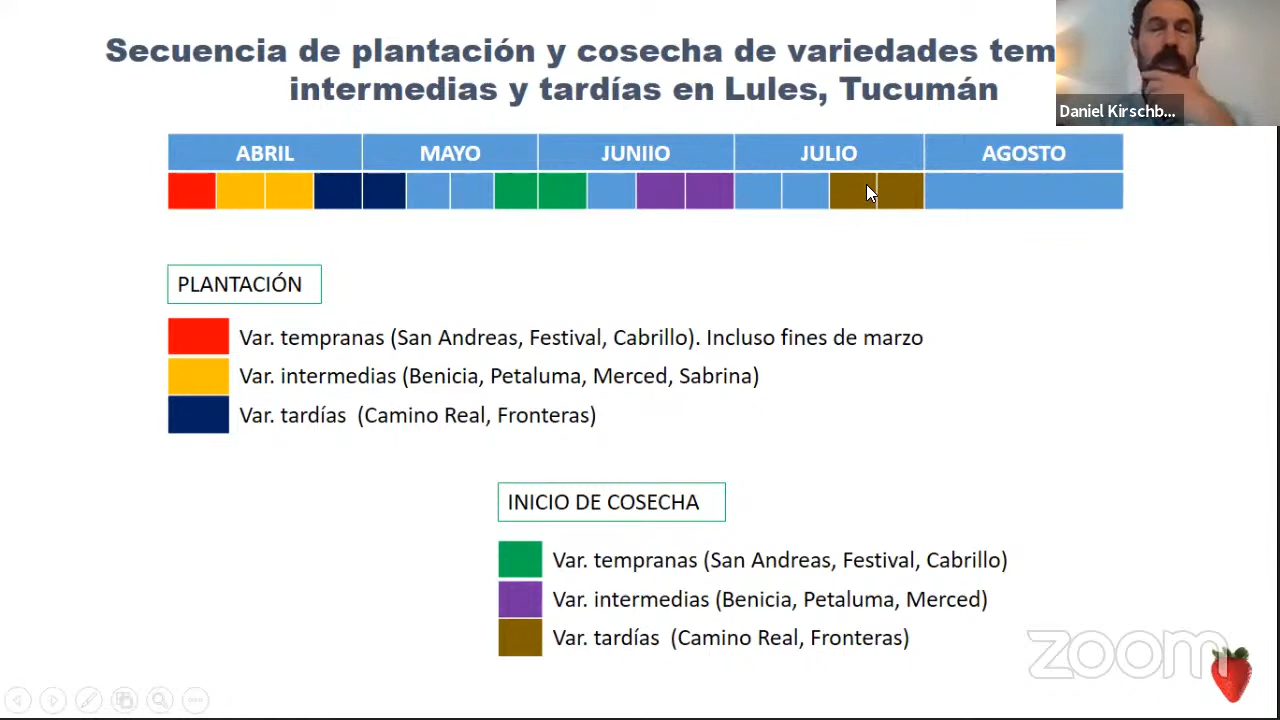 Secuencia de plantación y cosecha de variedades tem
intermedias y tardías en Lules, Tucumán
Daniel Kirschb...
ABRIL MAYO JUNIIO JULIO AGOSTO
PLANTACIÓN
Var. tempranas (San Andreas, Festival, Cabrillo). Incluso fines de marzo
Var. intermedias (Benicia, Petaluma, Merced, Sabrina)
Var. tardías (Camino Real, Fronteras)
INICIO DE COSECHA
Var. tempranas (San Andreas, Festival, Cabrillo)
Var. intermedias (Benicia, Petaluma, Merced)
Var. tardías (Camino Real, Fronteras)
zoom